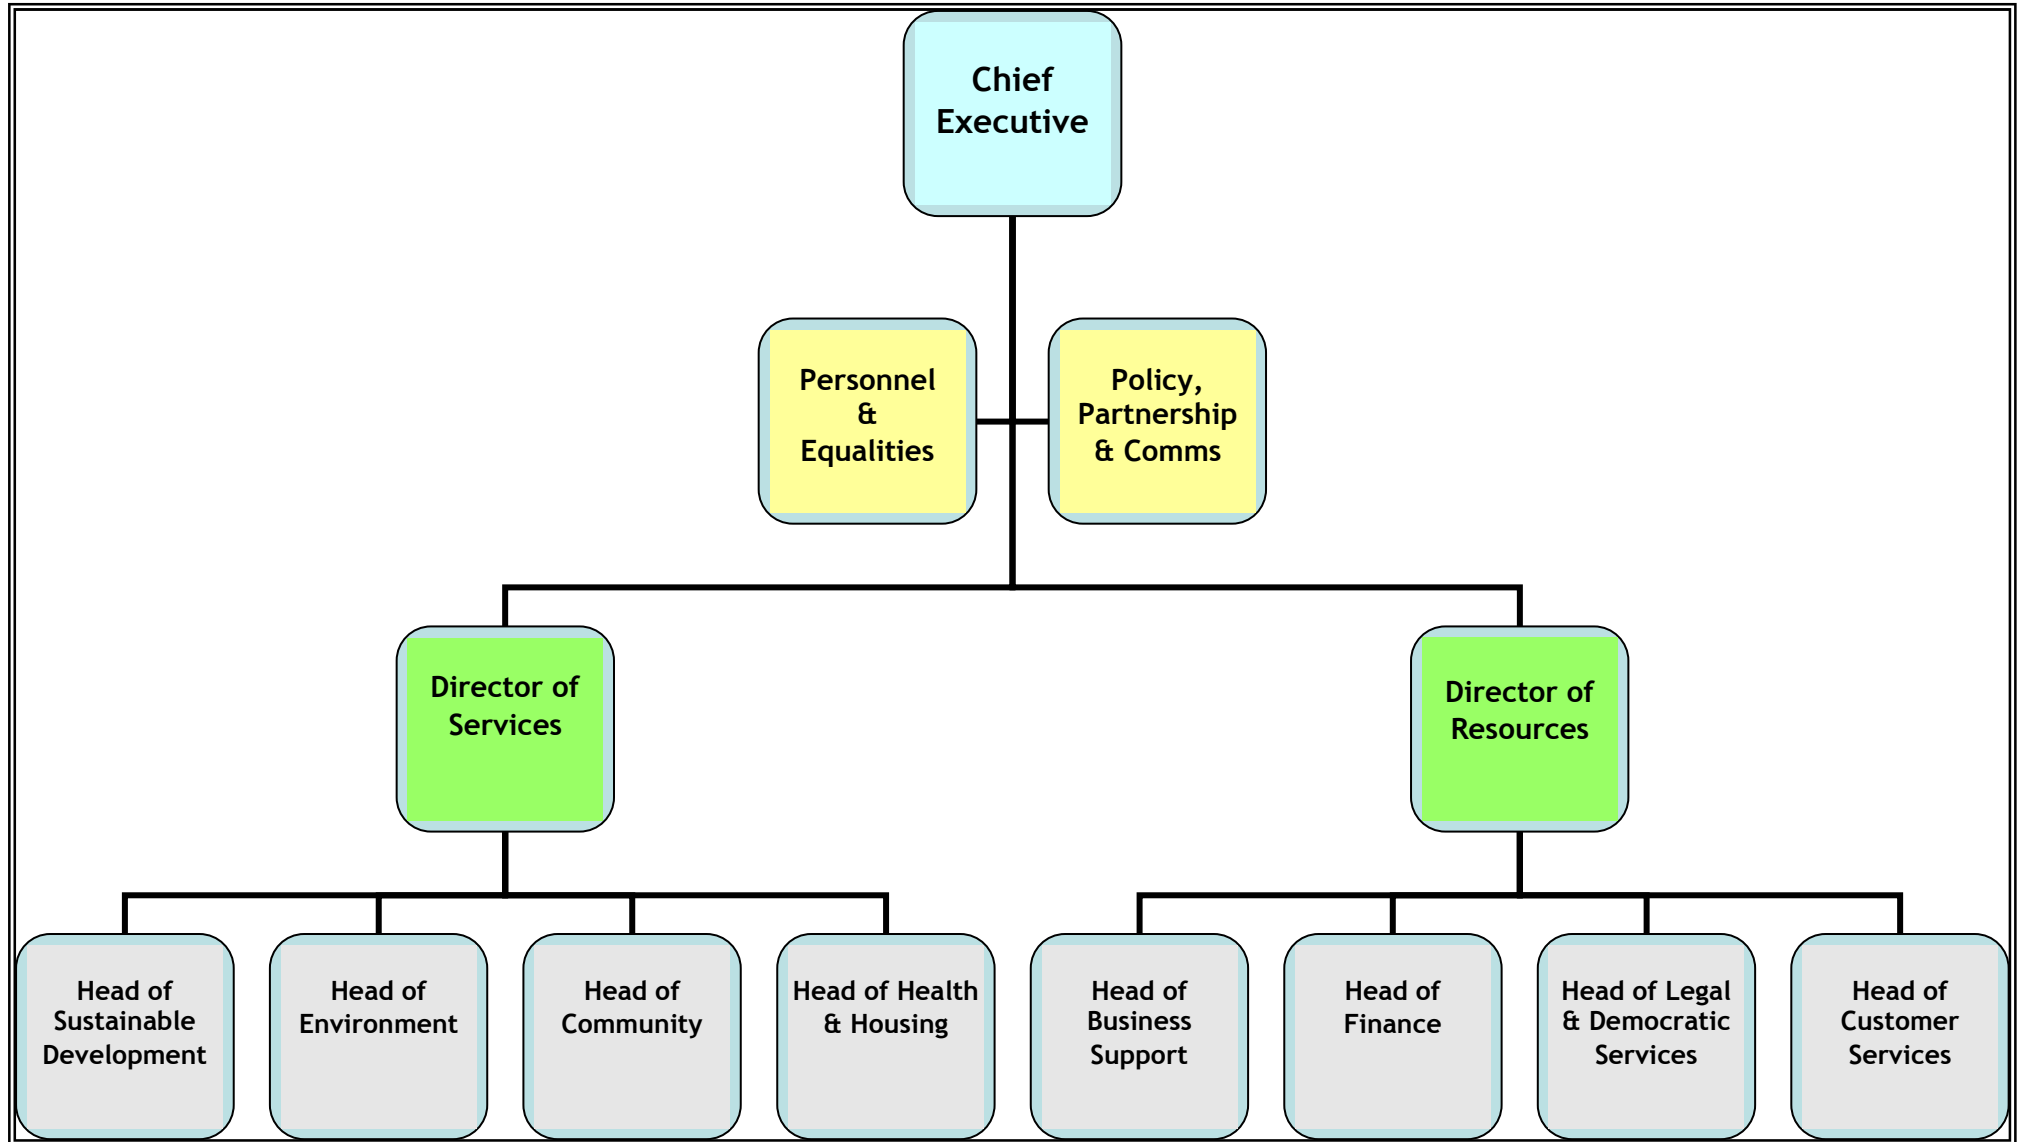 Chief
Executive
Personnel
&
Equalities
Policy,
Partnership
& Comms
Director of
Services
Director of
Resources
Head of
Sustainable
Development
Head of
Environment
Head of
Community
Head of Health
& Housing
Head of
Business
Support
Head of
Finance
Head of Legal
& Democratic
Services
Head of
Customer
Services